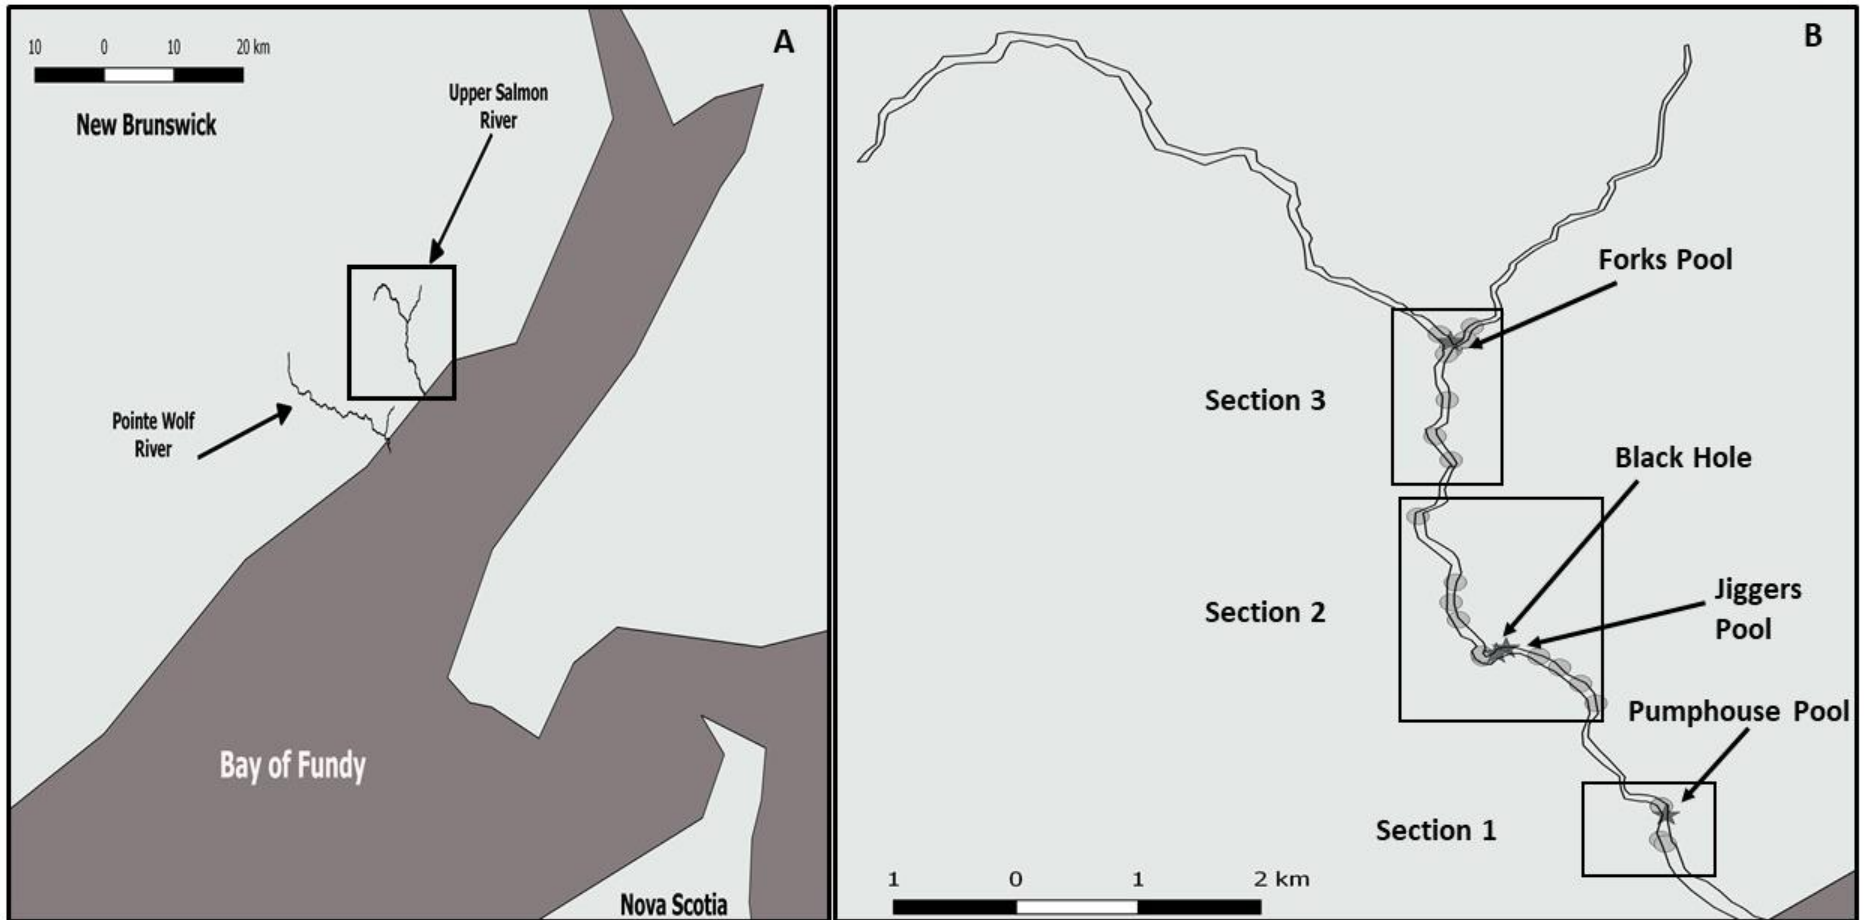 A
10 0 10 20 km
New Brunswick
Upper Salmon
River
Pointe Wolf
River
Bay of Fundy
Nova Scotia
B
Forks Pool
Section 3
Black Hole
Jiggers
Pool
Section 2
Pumphouse Pool
Section 1
1 0 1 2 km